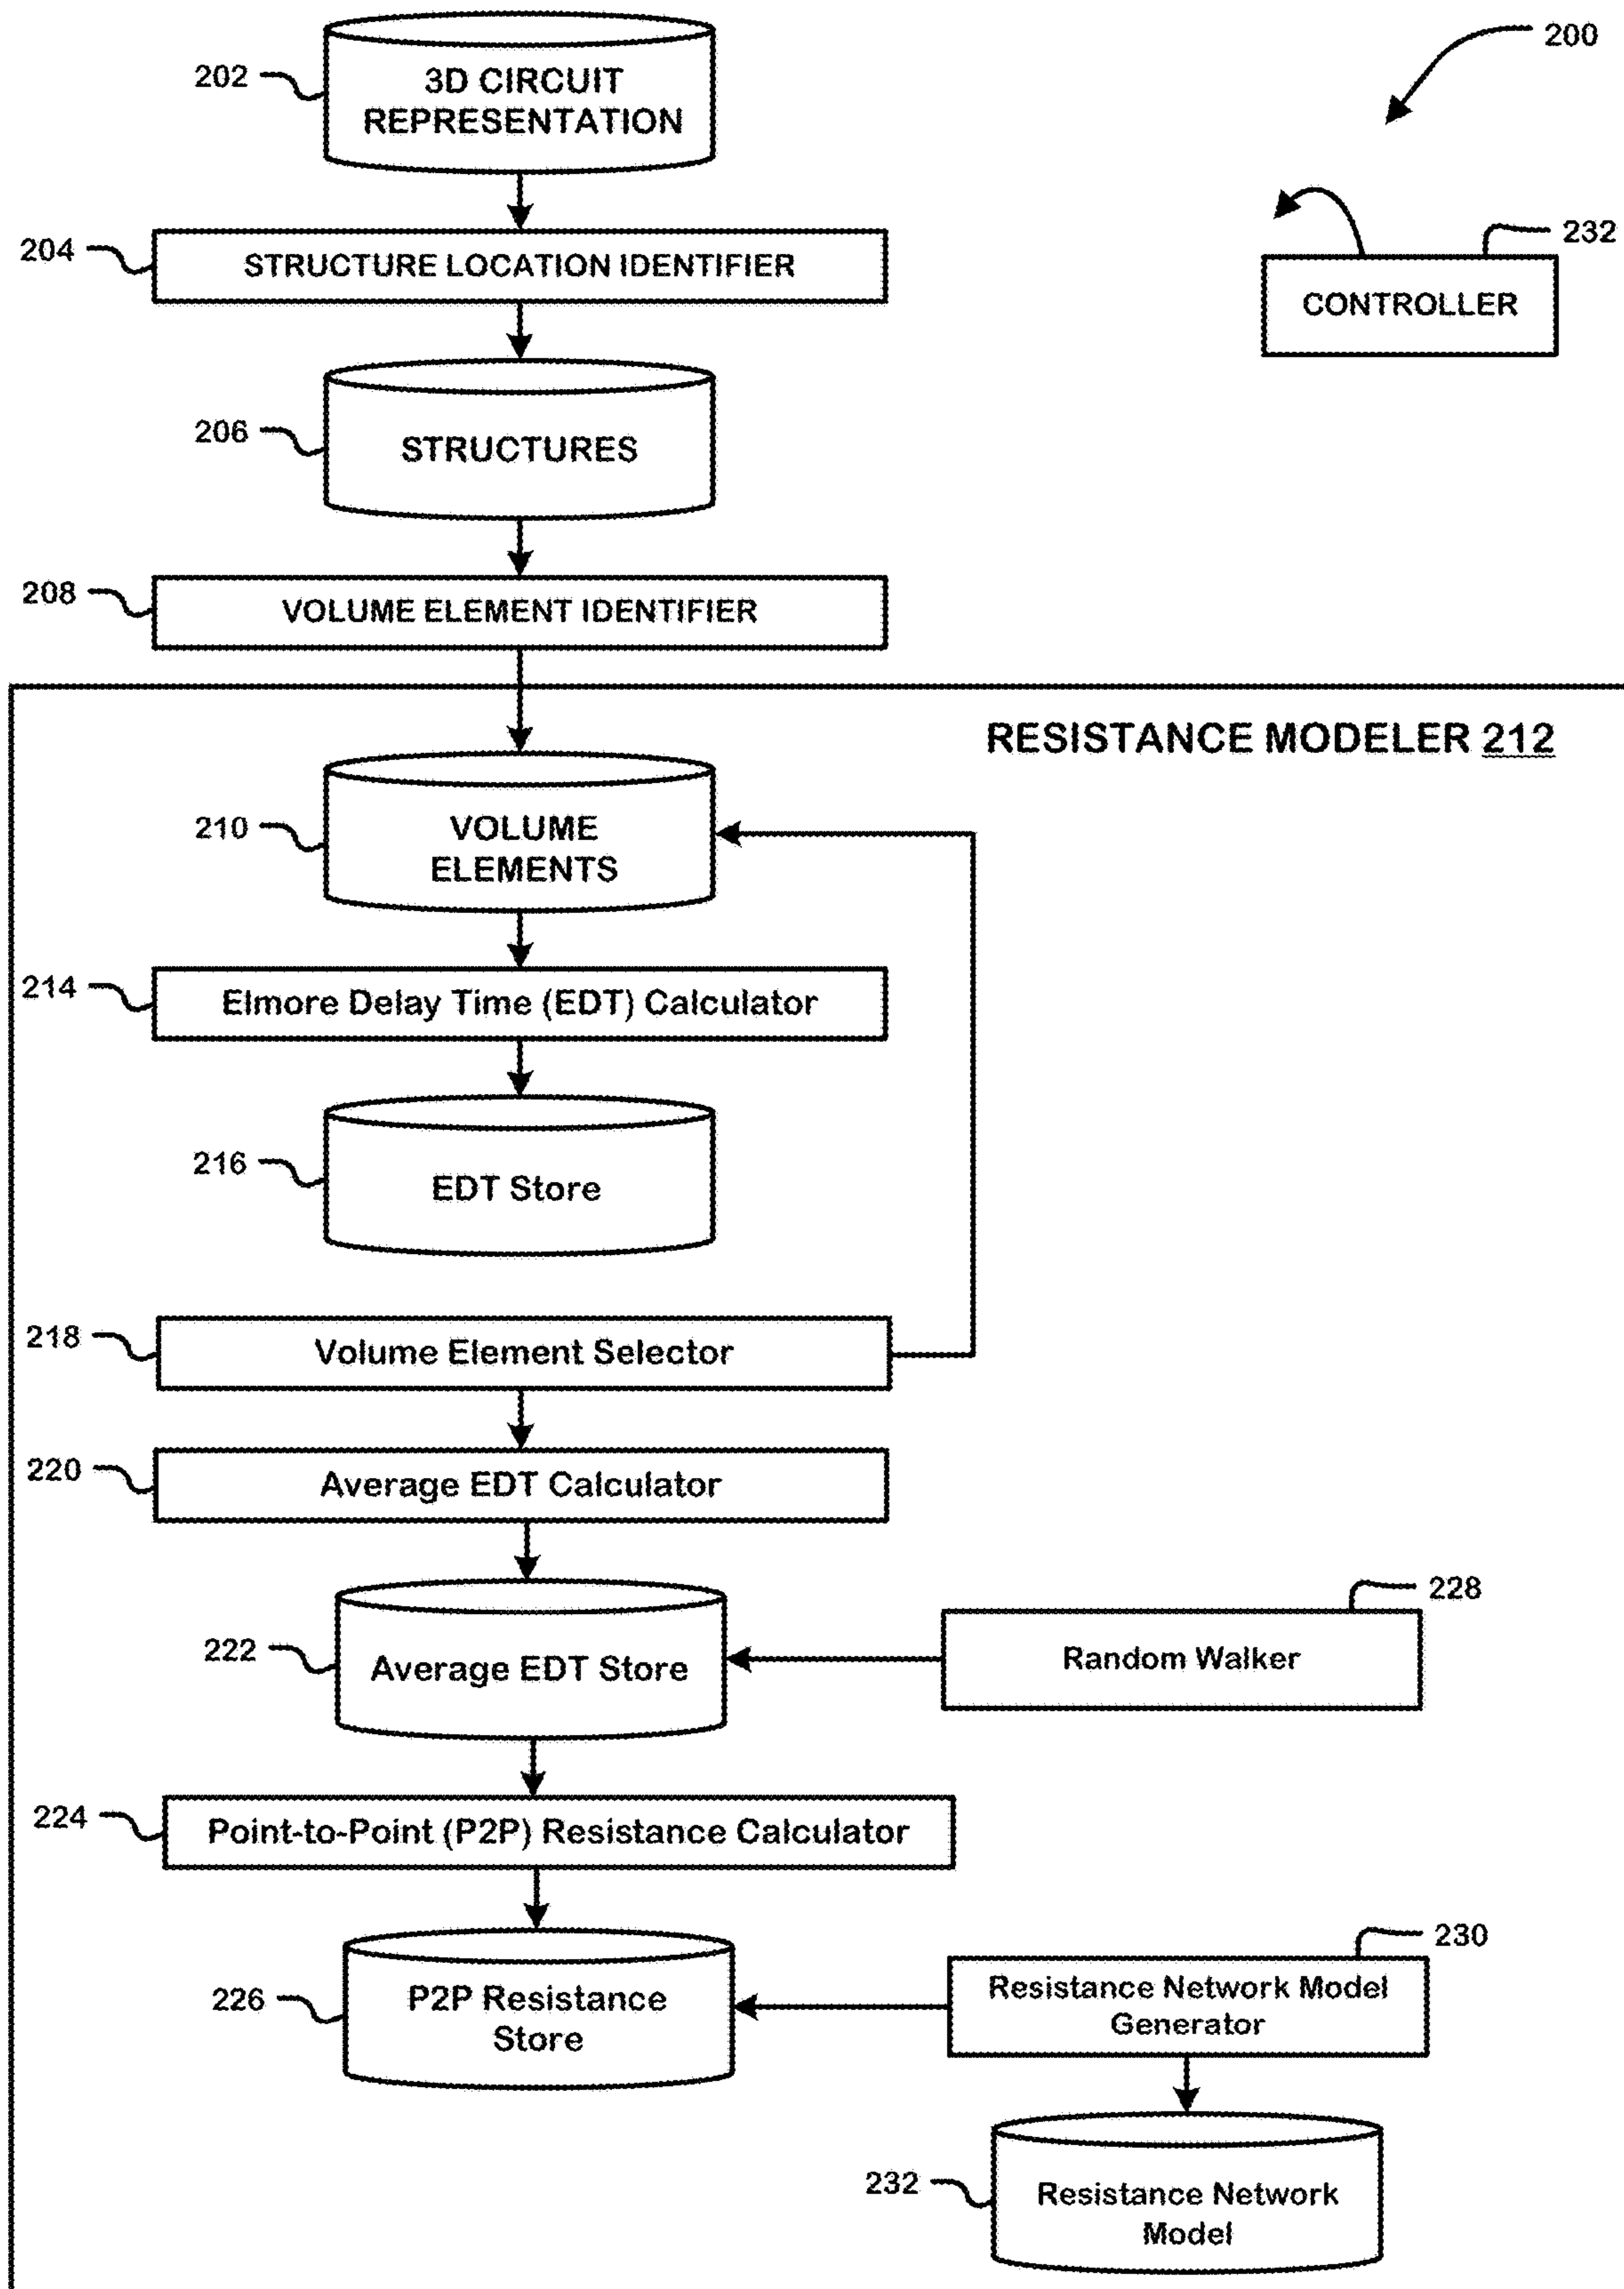 200
202
3D CIRCUIT
REPRESENTATION
204
STRUCTURE LOCATION IDENTIFIER
232
CONTROLLER
206
STRUCTURES
208
VOLUME ELEMENT IDENTIFIER
RESISTANCE MODELER 212
210
VOLUME
ELEMENTS
214
Elmore Delay Time (EDT) Calculator
216
EDT Store
218
Volume Element Selector
220
Average EDT Calculator
222
Average EDT Store
228
Random Walker
224
Point-to-Point (P2P) Resistance Calculator
226
P2P Resistance
Store
230
Resistance Network Model
Generator
232
Resistance Network
Model